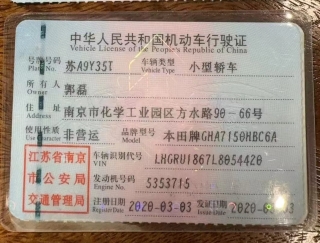 中华人民共和国机动车行驶证
Vehicle License of the People's Republic of China
号牌号码 苏A9Y35T 车辆类型 小型轿车
Plate No. Vehicle Type
所有人 郭磊
Owner
住址 南京市化学工业园区方水路90-66号
Address
使用性质 非营运 品牌型号 本田牌GHA7150HBC6A
Use Character Model
江苏省南京
市公安局
交通管理局
车辆识别代号 LHGRU1867L8054420
VIN
发动机号码 5353715
Engine No.
注册日期 2020-03-03 发证日期
Register Date Issue Date